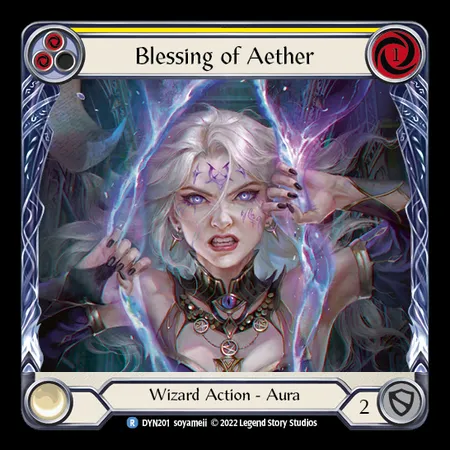 Blessing of Aether
1
Wizard Action - Aura
2
R DYN201 soyameii © 2022 Legend Story Studios